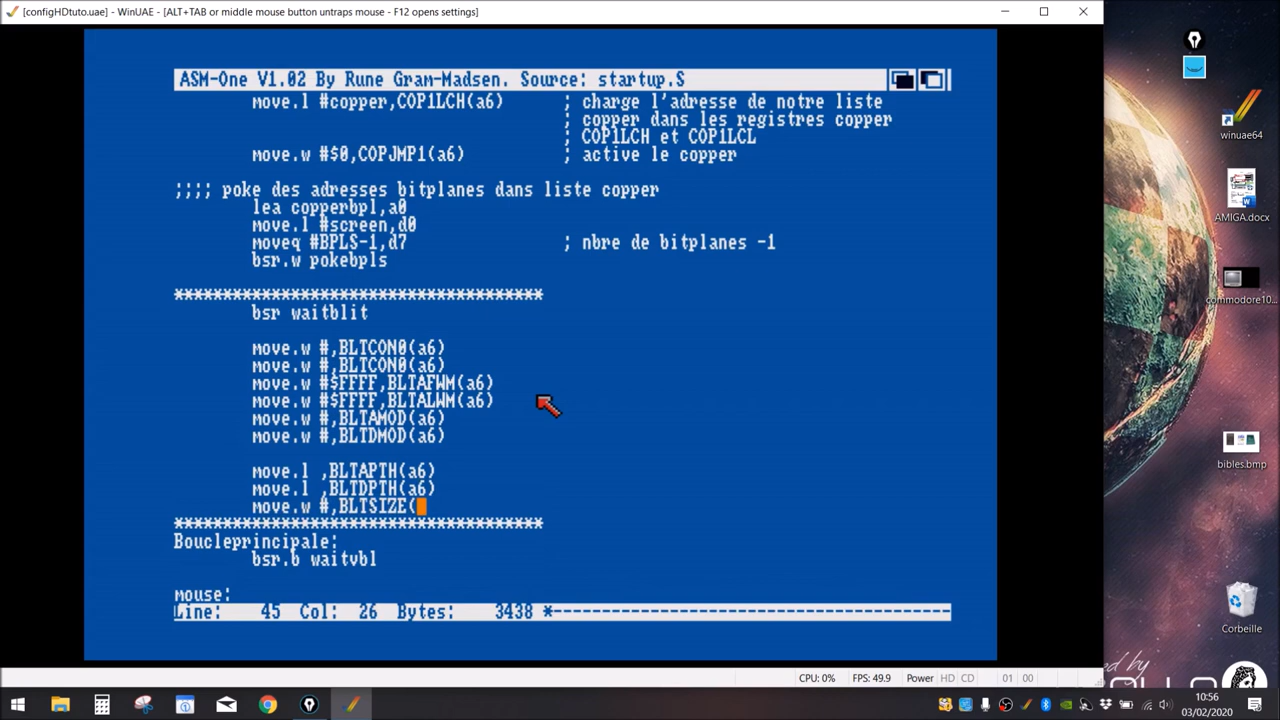 [configHDtuto.uae] - WinUAE - [ALT+TAB or middle mouse button untraps mouse - F12 opens settings]
ASM-One V1.02 By Rune Gram-Madsen. Source: startup.S
move.l #copper,COP1LCH(a6) ; charge l'adresse de notre liste
; copper dans les registres copper
; COP1LCH et COP1LCL
move.w #$0,COPJMP1(a6) ; active le copper
;;;; poke des adresses bitplanes dans liste copper
lea copperbpl,a0
move.l #screen,d0
moveq #BPLS-1,d7 ; nbre de bitplanes -1
bsr.w pokebpls
**************************************
bsr waitblit
move.w #,BLTCON0(a6)
move.w #,BLTCON0(a6)
move.w #$FFFF,BLTAFWM(a6)
move.w #$FFFF,BLTALWM(a6)
move.w #,BLTAMOD(a6)
move.w #,BLTDMOD(a6)
move.l ,BLTAPTH(a6)
move.l ,BLTDPTH(a6)
move.w #,BLTSIZE(
**************************************
Boucleprincipale:
bsr.b waitvbl
mouse:
Line: 45 Col: 26 Bytes: 3438 *------------------------------------------
CPU: 0% FPS: 49.9 Power HD CD 01 00
winuae64
AMIGA.docx
commodore10...
bibles.bmp
Corbeille
by
10:56
03/02/2020